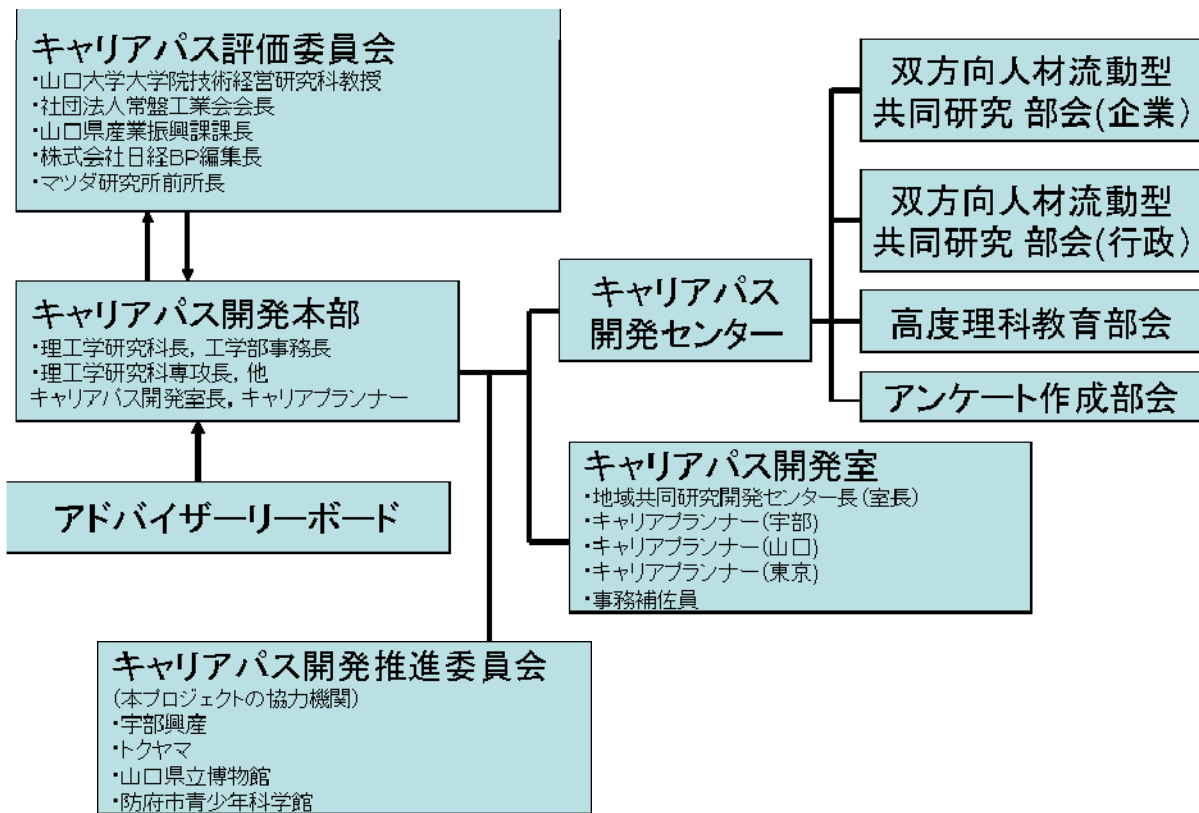 キャリアパス評価委員会
・山口大学大学院技術経営研究科教授
・社団法人常盤工業会会長
・山口県産業振興課課長
・株式会社日経BP編集長
・マツダ研究所前所長
キャリアパス開発本部
・理工学研究科長, 工学部事務長
・理工学研究科専攻長, 他
キャリアパス開発室長, キャリアプランナー
アドバイザーリーボード
キャリアパス開発推進委員会
(本プロジェクトの協力機関)
・宇部興産
・トクヤマ
・山口県立博物館
・防府市青少年科学館
キャリアパス
開発センター
キャリアパス開発室
・地域共同研究開発センター長(室長)
・キャリアプランナー(宇部)
・キャリアプランナー(山口)
・キャリアプランナー(東京)
・事務補佐員
双方向人材流動型
共同研究 部会(企業)
双方向人材流動型
共同研究 部会(行政)
高度理科教育部会
アンケート作成部会